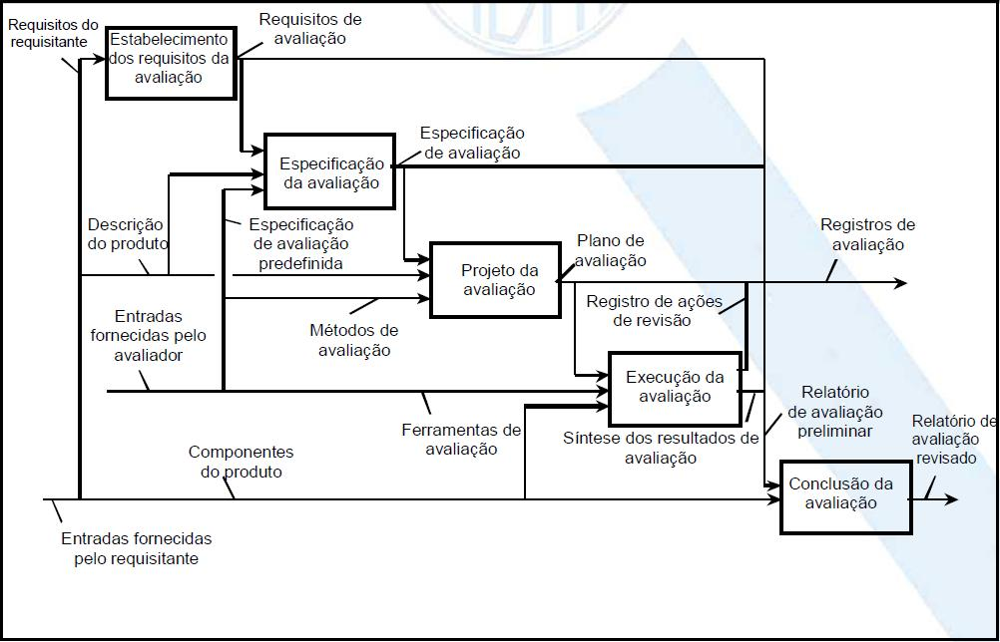 Requisitos do
requisitante
Estabelecimento
dos requisitos da
avaliação
Requisitos de
avaliação
Especificação
da avaliação
Especificação
de avaliação
Descrição
do produto
Especificação
de avaliação
predefinida
Projeto da
avaliação
Plano de
avaliação
Registros de
avaliação
Entradas
fornecidas pelo
avaliador
Métodos de
avaliação
Registro de ações
de revisão
Execução da
avaliação
Ferramentas de
avaliação
Síntese dos resultados de
avaliação
Relatório
de avaliação
preliminar
Relatório de
avaliação
revisado
Componentes
do produto
Conclusão da
avaliação
Entradas fornecidas
pelo requisitante